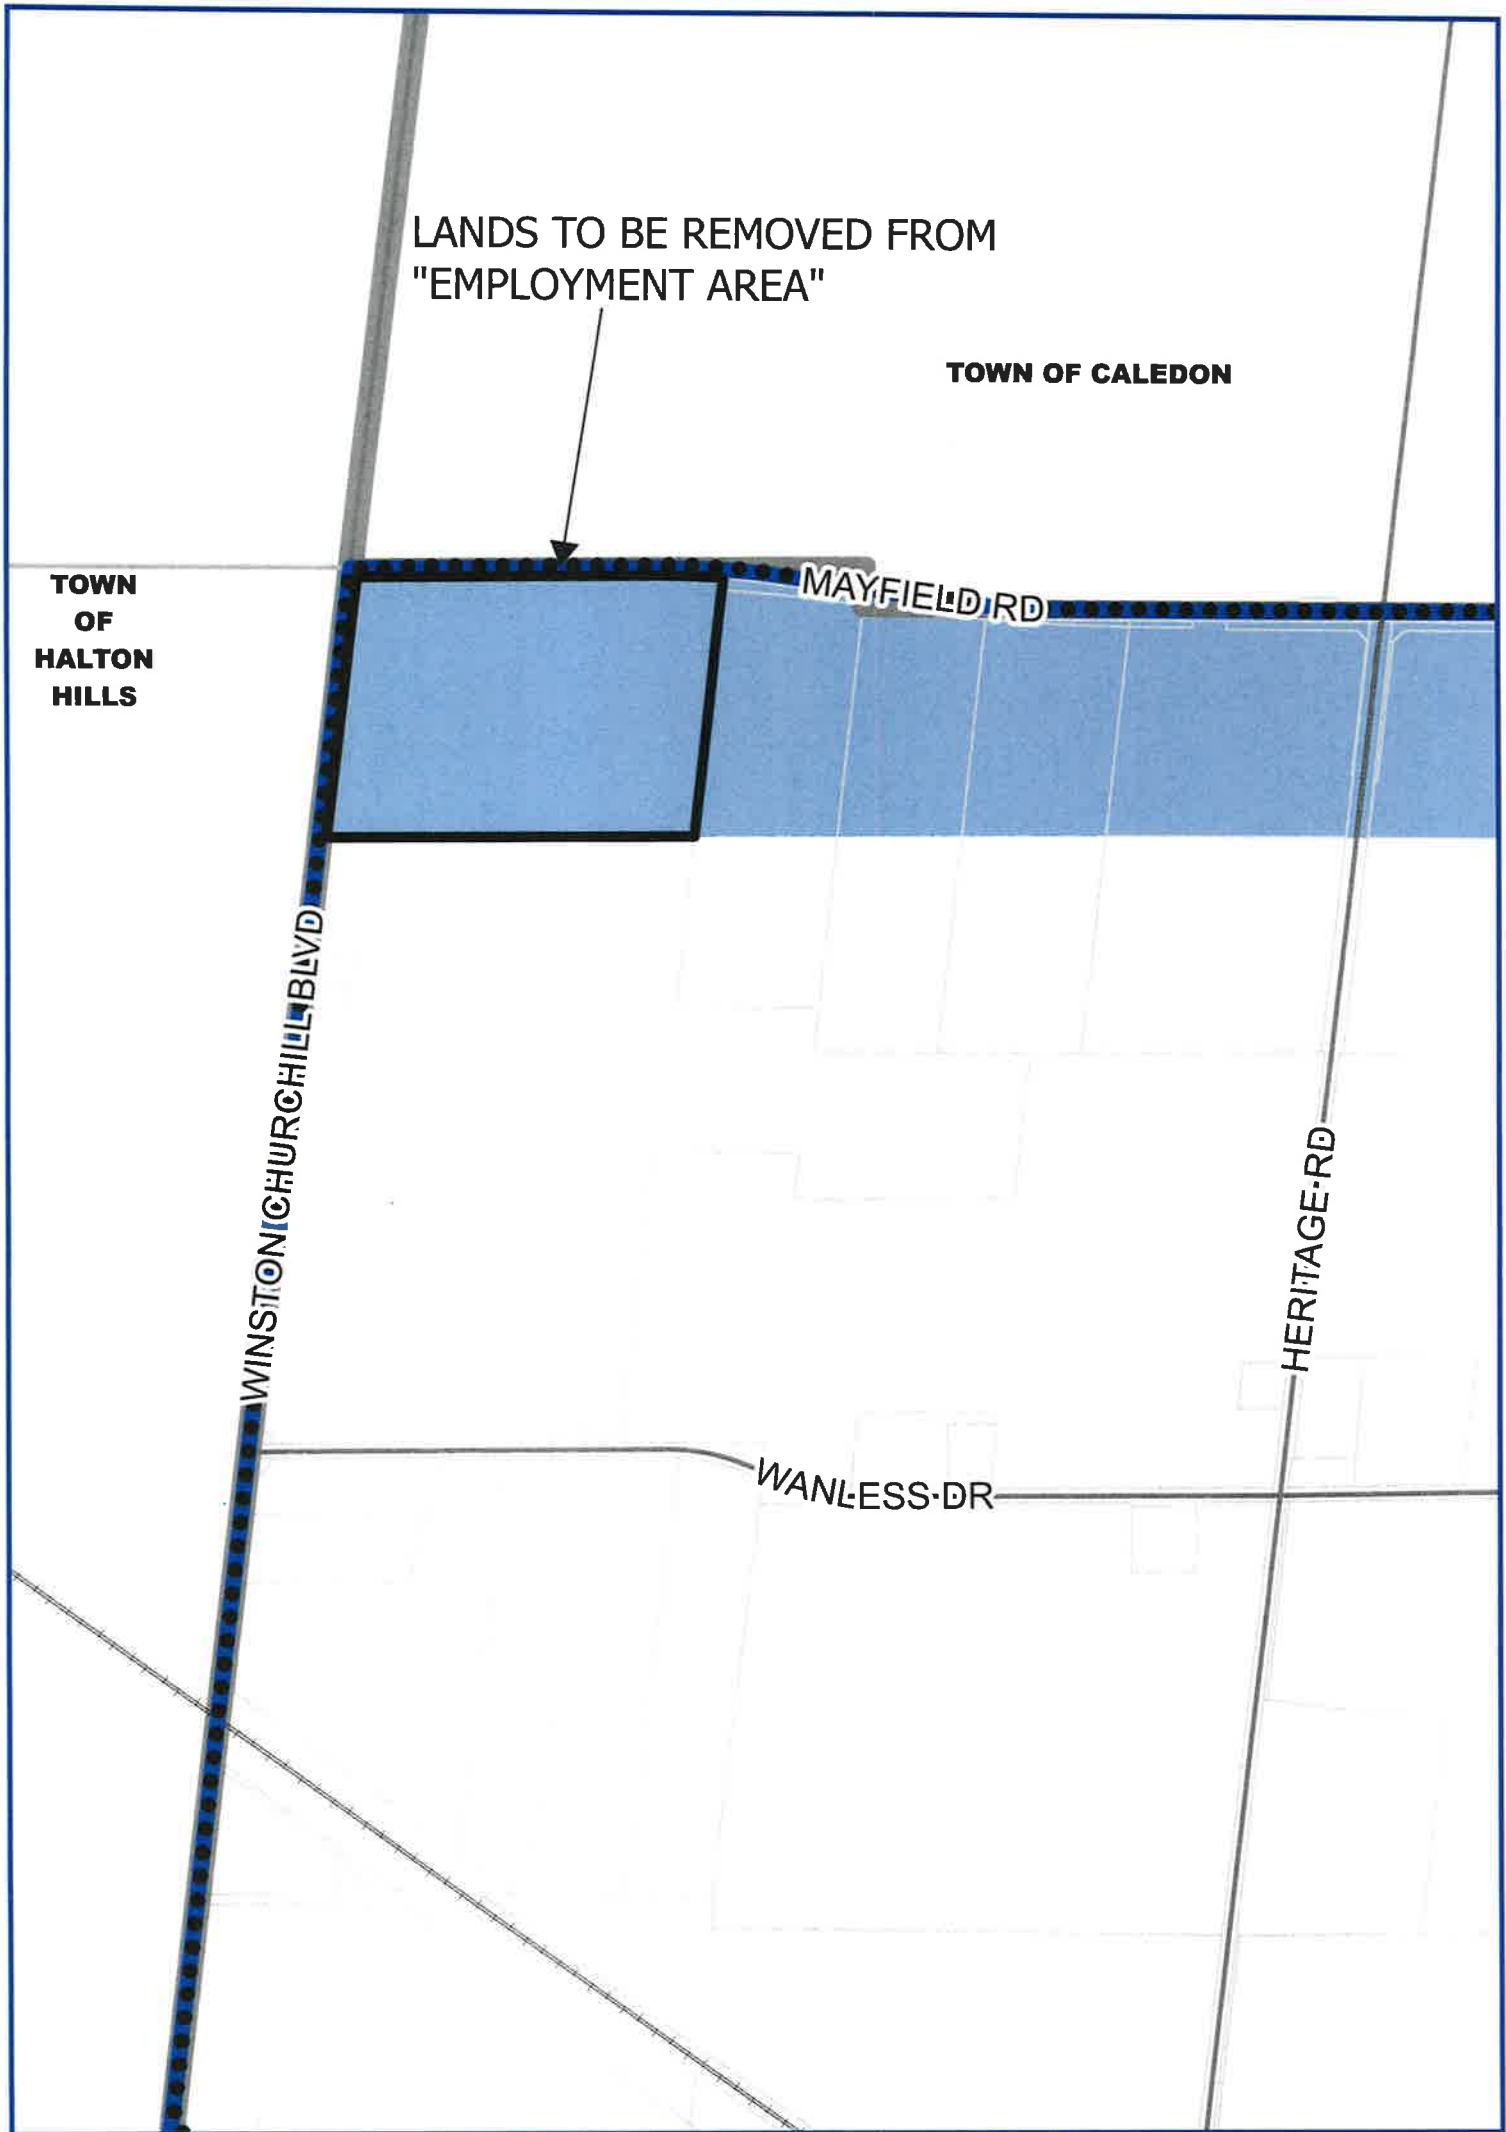 LANDS TO BE REMOVED FROM
"EMPLOYMENT AREA"
TOWN OF CALEDON
MAYFIELD RD
TOWN
OF
HALTON
HILLS
WINSTON CHURCHILL BLVD
HERITAGE RD
WANLESS DR